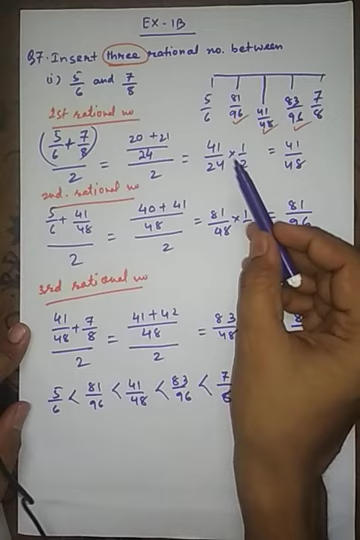 EX-1B
Q7. Insert three rational no. between
ii) 5/6 and 7/8
5/6 81/96 41/48 83/96 7/8
1st rational no
(5/6 + 7/8)/2 = ((20+21)/24)/2 = 41/24 × 1/2 = 41/48
2nd. rational no
(5/6 + 41/48)/2 = ((40+41)/48)/2 = 81/48 × 1 = 81/96
3rd rational no
(41/48 + 7/8)/2 = ((41+42)/48)/2 = 83/48
5/6 < 81/96 < 41/48 < 83/96 < 7/8